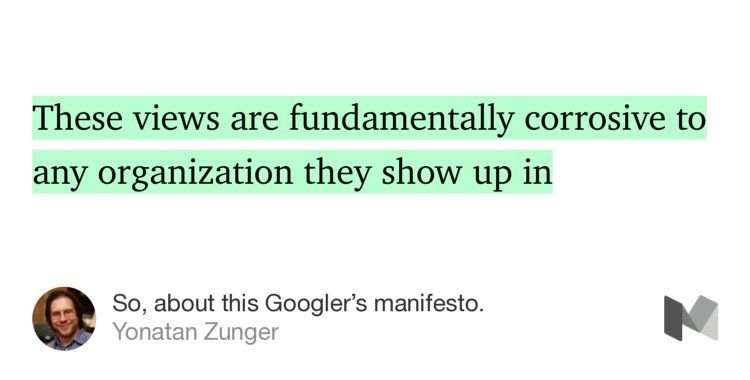 These views are fundamentally corrosive to
any organization they show up in
So, about this Googler’s manifesto.
Yonatan Zunger